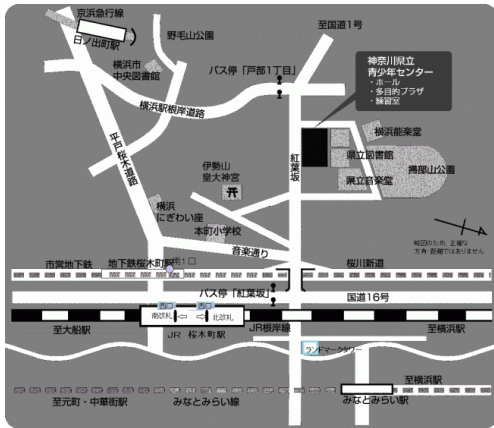 京浜急行線
日ノ出町駅
野毛山公園
至国道1号
横浜市
中央図書館
バス停「戸部1丁目」
神奈川県立
青少年センター
・ホール
・多目的プラザ
・練習室
横浜駅根岸道路
平戸桜木道路
紅葉坂
横浜能楽堂
県立図書館
掃部山公園
県立音楽堂
伊勢山
皇大神宮
横浜
にぎわい座
本町小学校
音楽通り
略図のため、正確な
方角・距離ではありません
市営地下鉄
地下鉄桜木町駅
南1口
桜川新道
バス停「紅葉坂」
国道16号
南改札
北改札
至大船駅
JR 桜木町駅
JR根岸線
至横浜駅
ランドマークタワー
至横浜駅
至元町・中華街駅
みなとみらい線
みなとみらい駅